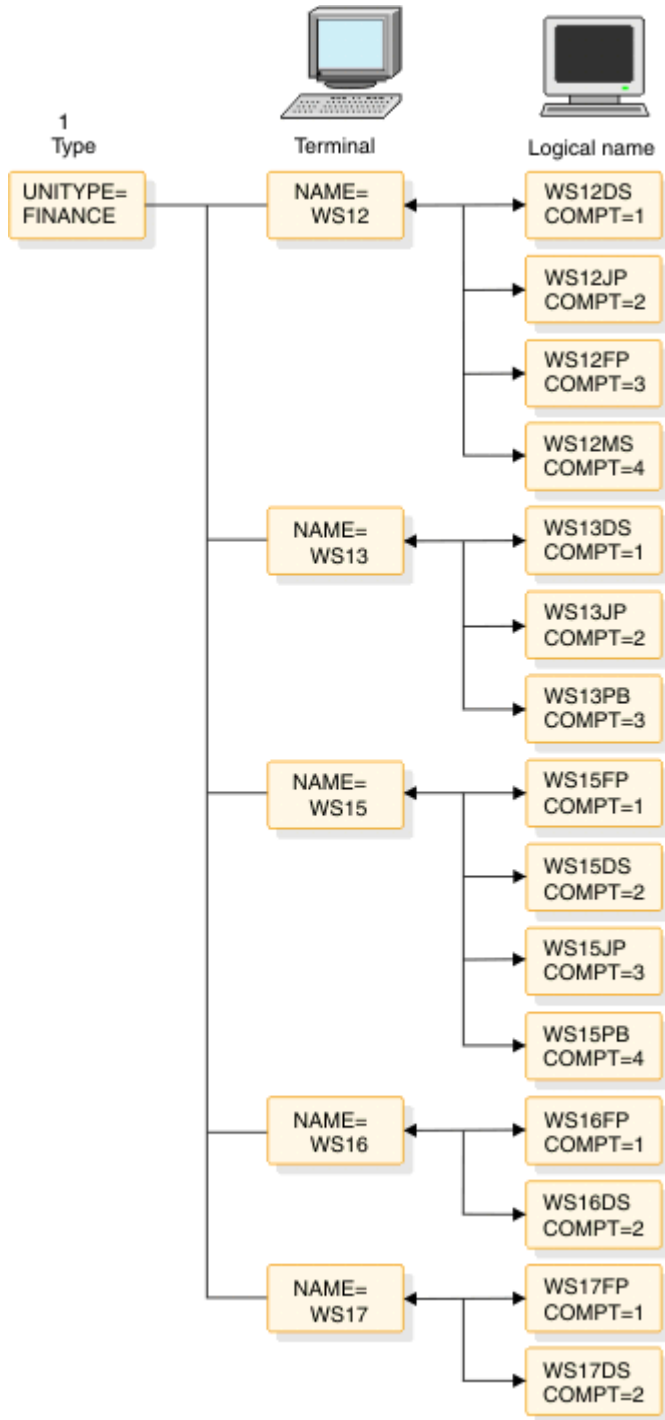 1
Type
Terminal
Logical name
UNITYPE=
FINANCE
NAME=
WS12
WS12DS
COMPT=1
WS12JP
COMPT=2
WS12FP
COMPT=3
WS12MS
COMPT=4
NAME=
WS13
WS13DS
COMPT=1
WS13JP
COMPT=2
WS13PB
COMPT=3
NAME=
WS15
WS15FP
COMPT=1
WS15DS
COMPT=2
WS15JP
COMPT=3
WS15PB
COMPT=4
NAME=
WS16
WS16FP
COMPT=1
WS16DS
COMPT=2
NAME=
WS17
WS17FP
COMPT=1
WS17DS
COMPT=2